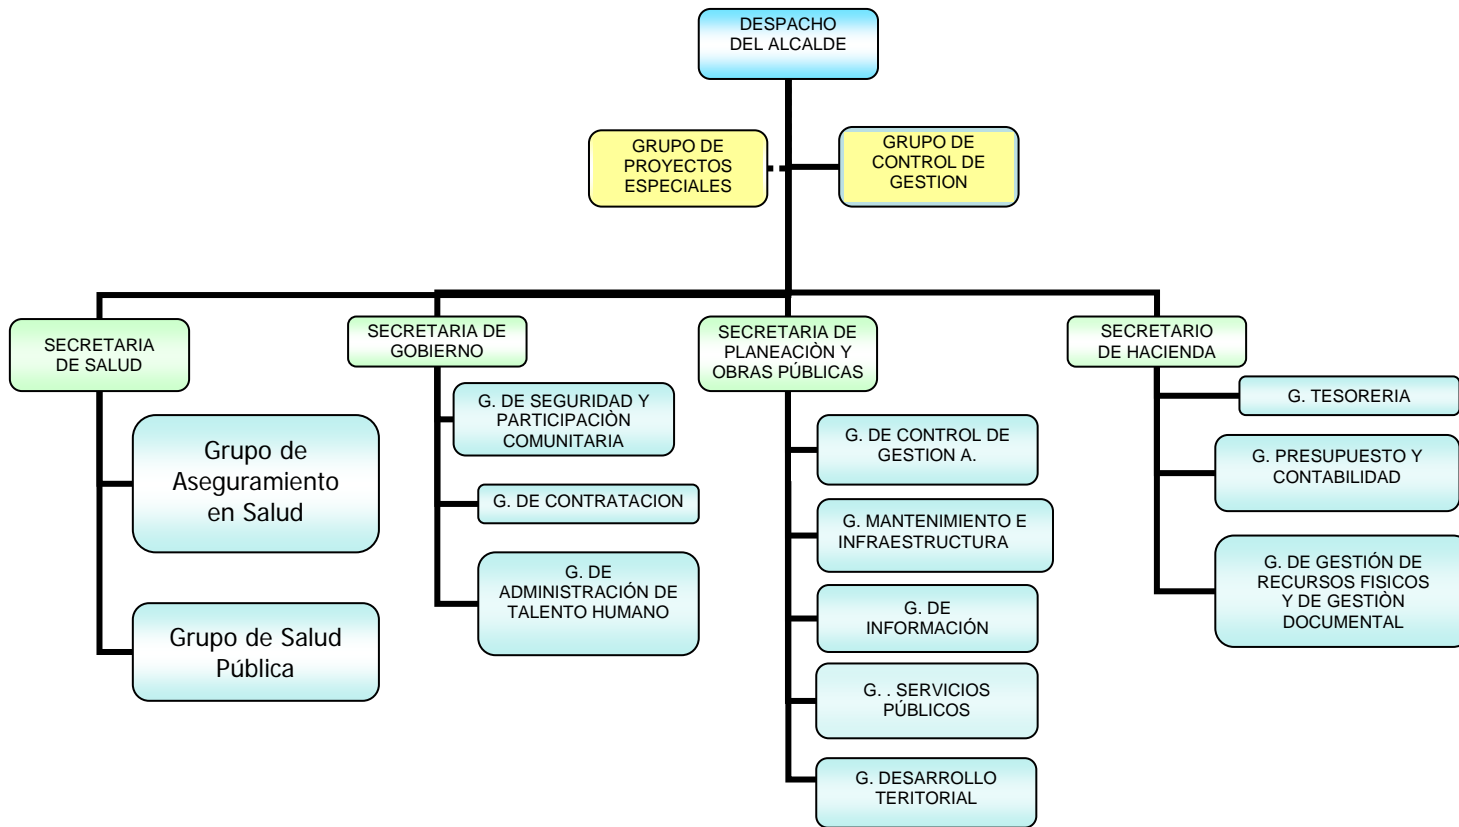 DESPACHO
DEL ALCALDE
GRUPO DE
PROYECTOS
ESPECIALES
GRUPO DE
CONTROL DE
GESTION
SECRETARIA
DE SALUD
Grupo de
Aseguramiento
en Salud
Grupo de Salud
Pública
SECRETARIA DE
GOBIERNO
G. DE SEGURIDAD Y
PARTICIPACIÒN
COMUNITARIA
G. DE CONTRATACION
G. DE
ADMINISTRACIÓN DE
TALENTO HUMANO
SECRETARIA DE
PLANEACIÒN Y
OBRAS PÚBLICAS
G. DE CONTROL DE
GESTION A.
G. MANTENIMIENTO E
INFRAESTRUCTURA
G. DE
INFORMACIÓN
G. . SERVICIOS
PÚBLICOS
G. DESARROLLO
TERITORIAL
SECRETARIO
DE HACIENDA
G. TESORERIA
G. PRESUPUESTO Y
CONTABILIDAD
G. DE GESTIÓN DE
RECURSOS FISICOS
Y DE GESTIÒN
DOCUMENTAL